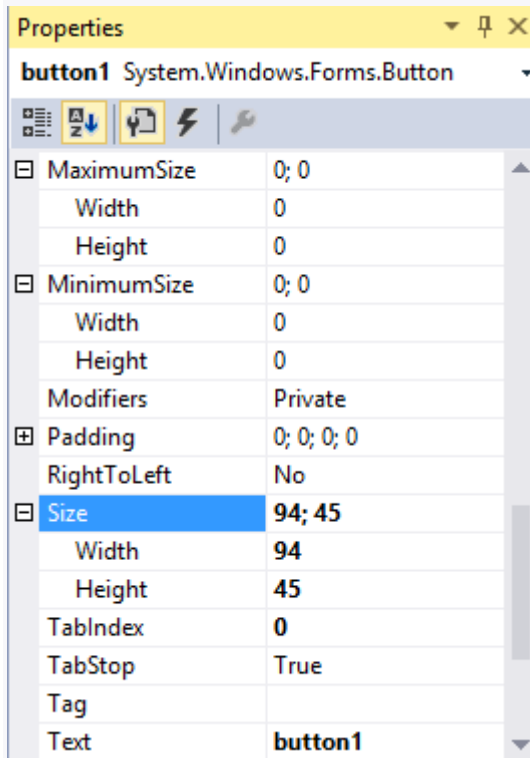 Properties
button1 System.Windows.Forms.Button
MaximumSize 0; 0
Width 0
Height 0
MinimumSize 0; 0
Width 0
Height 0
Modifiers Private
Padding 0; 0; 0; 0
RightToLeft No
Size 94; 45
Width 94
Height 45
TabIndex 0
TabStop True
Tag
Text button1